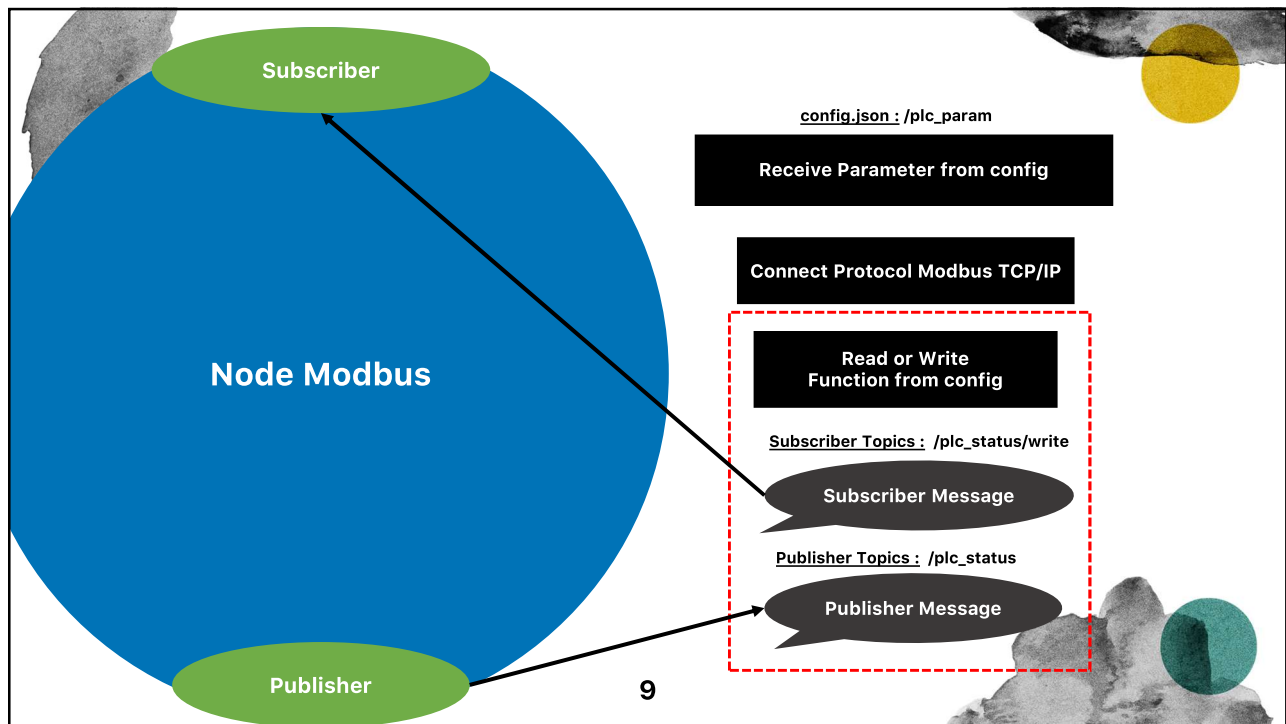 Subscriber
config.json : /plc_param
Receive Parameter from config
Connect Protocol Modbus TCP/IP
Node Modbus
Read or Write
Function from config
Subscriber Topics : /plc_status/write
Subscriber Message
Publisher Topics : /plc_status
Publisher Message
Publisher
9